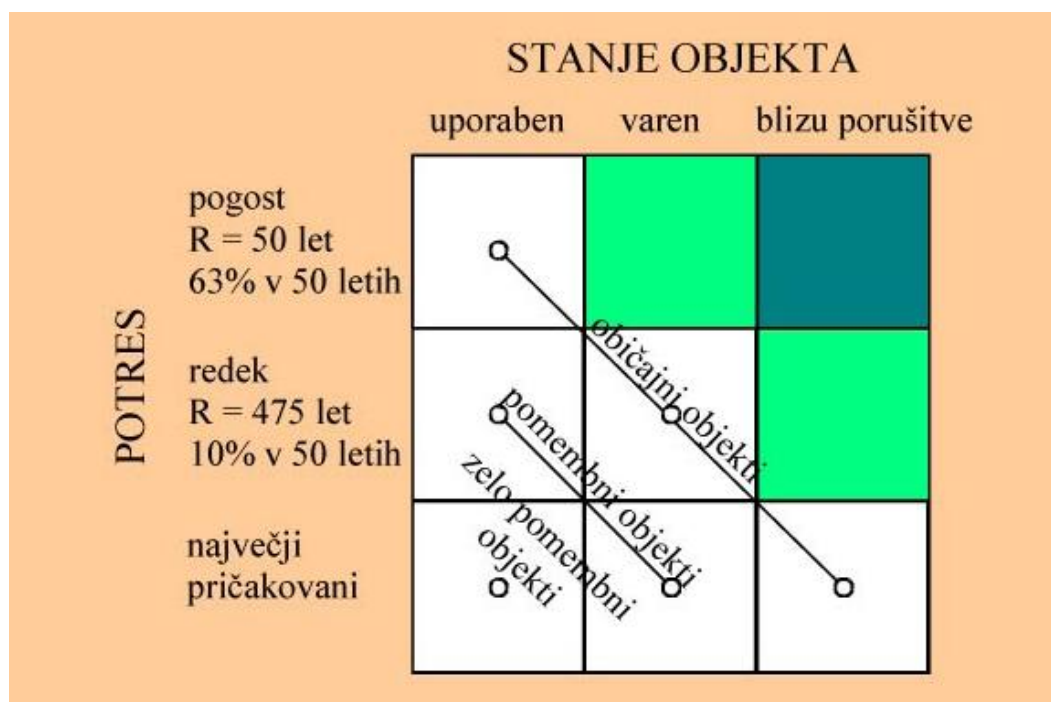 STANJE OBJEKTA
uporaben varen blizu porušitve
POTRES
pogost
R = 50 let
63% v 50 letih
redek
R = 475 let
10% v 50 letih
največji
pričakovani
običajni objekti
pomembni objekti
zelo pomembni
objekti